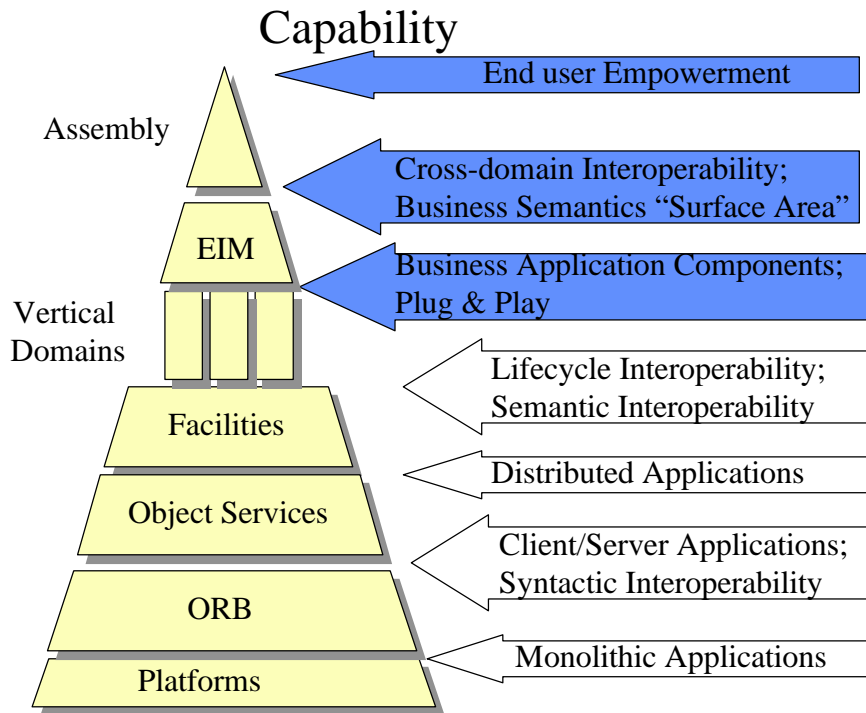 Capability
End user Empowerment
Assembly
Cross-domain Interoperability;
Business Semantics “Surface Area”
EIM
Business Application Components;
Plug & Play
Vertical
Domains
Lifecycle Interoperability;
Semantic Interoperability
Facilities
Distributed Applications
Object Services
Client/Server Applications;
Syntactic Interoperability
ORB
Monolithic Applications
Platforms